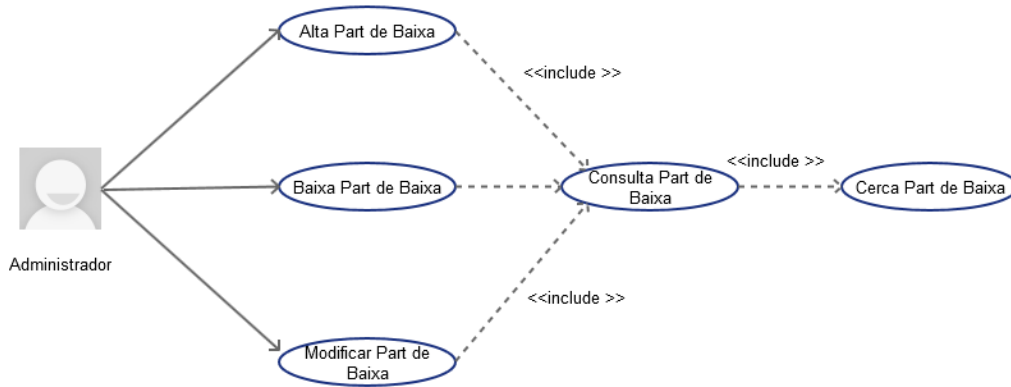 Alta Part de Baixa
<<include >>
Baixa Part de Baixa
Consulta Part de
Baixa
<<include >>
Cerca Part de Baixa
Administrador
<<include >>
Modificar Part de
Baixa